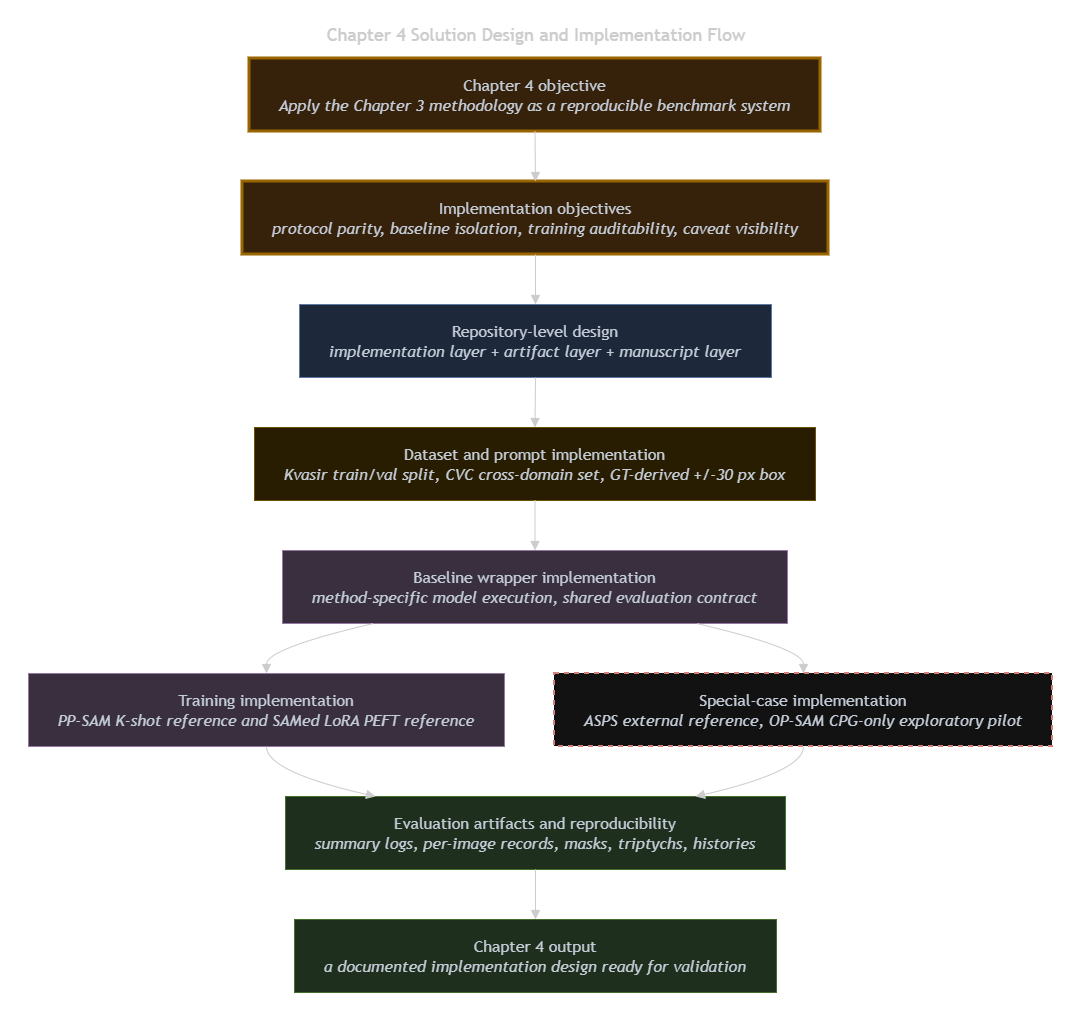 Chapter 4 Solution Design and Implementation Flow
Chapter 4 objective
Apply the Chapter 3 methodology as a reproducible benchmark system
Implementation objectives
protocol parity, baseline isolation, training auditability, caveat visibility
Repository-level design
implementation layer + artifact layer + manuscript layer
Dataset and prompt implementation
Kvasir train/val split, CVC cross-domain set, GT-derived +/-30 px box
Baseline wrapper implementation
method-specific model execution, shared evaluation contract
Training implementation
PP-SAM K-shot reference and SAMed LoRA PEFT reference
Special-case implementation
ASPS external reference, OP-SAM CPG-only exploratory pilot
Evaluation artifacts and reproducibility
summary logs, per-image records, masks, triptychs, histories
Chapter 4 output
a documented implementation design ready for validation